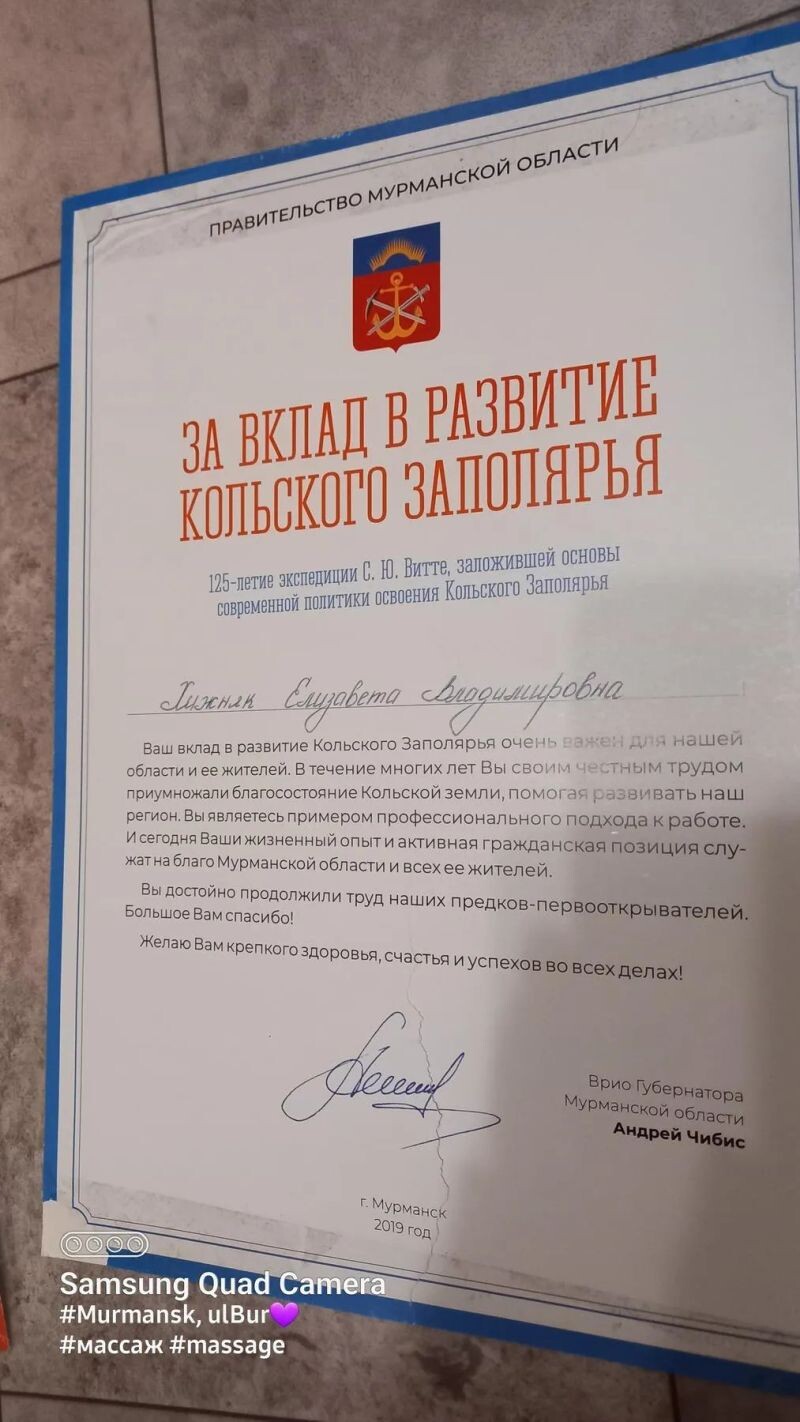 ПРАВИТЕЛЬСТВО МУРМАНСКОЙ ОБЛАСТИ
ЗА ВКЛАД В РАЗВИТИЕ
КОЛЬСКОГО ЗАПОЛЯРЬЯ
125-летие экспедиции С. Ю. Витте, заложившей основы
современной политики освоения Кольского Заполярья
Хижняк Елизавета Владимировна
Ваш вклад в развитие Кольского Заполярья очень важен для нашей
области и ее жителей. В течение многих лет Вы своим честным трудом
приумножали благосостояние Кольской земли, помогая развивать наш
регион. Вы являетесь примером профессионального подхода к работе.
И сегодня Ваши жизненный опыт и активная гражданская позиция слу-
жат на благо Мурманской области и всех ее жителей.
Вы достойно продолжили труд наших предков-первооткрывателей.
Большое Вам спасибо!
Желаю Вам крепкого здоровья, счастья и успехов во всех делах!
Врио Губернатора
Мурманской области
Андрей Чибис
г. Мурманск
2019 год
Samsung Quad Camera
#Murmansk, ulBur💜
#массаж #massage